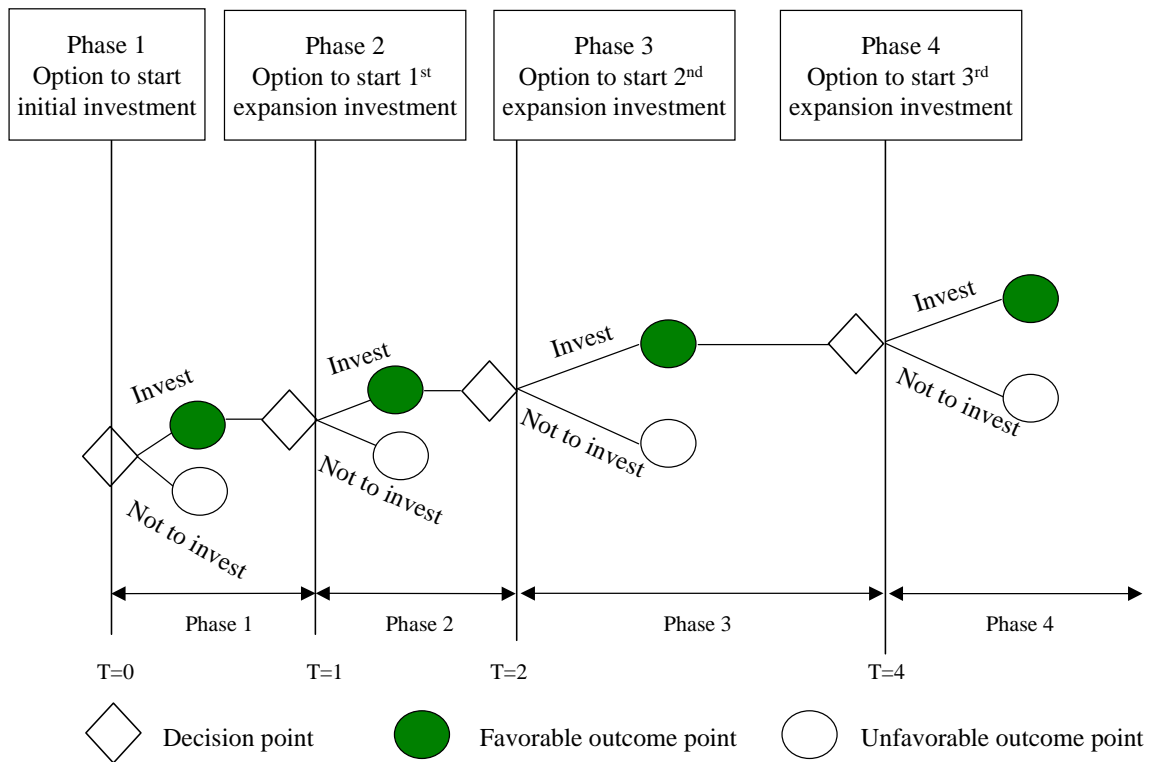 Phase 1
Option to start
initial investment
Phase 2
Option to start 1st
expansion investment
Phase 3
Option to start 2nd
expansion investment
Phase 4
Option to start 3rd
expansion investment
Invest
Not to invest
Invest
Not to invest
Invest
Not to invest
Invest
Not to invest
Phase 1
Phase 2
Phase 3
Phase 4
T=0
T=1
T=2
T=4
Decision point
Favorable outcome point
Unfavorable outcome point